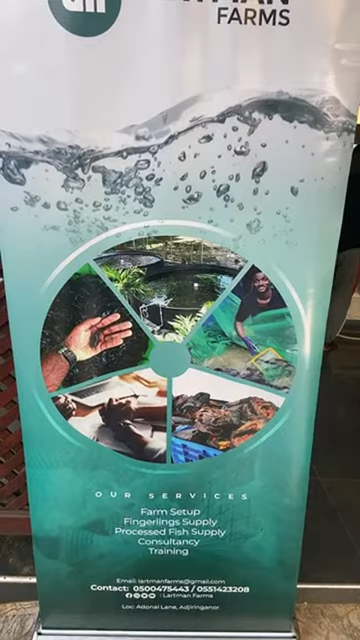 FARMS
OUR SERVICES
Farm Setup
Fingerlings Supply
Processed Fish Supply
Consultancy
Training
Email: lartmanfarms@gmail.com
Contact: 0500475443 / 0551423208
: Lartman Farms
Loc: Adonai Lane, Adjiringanor